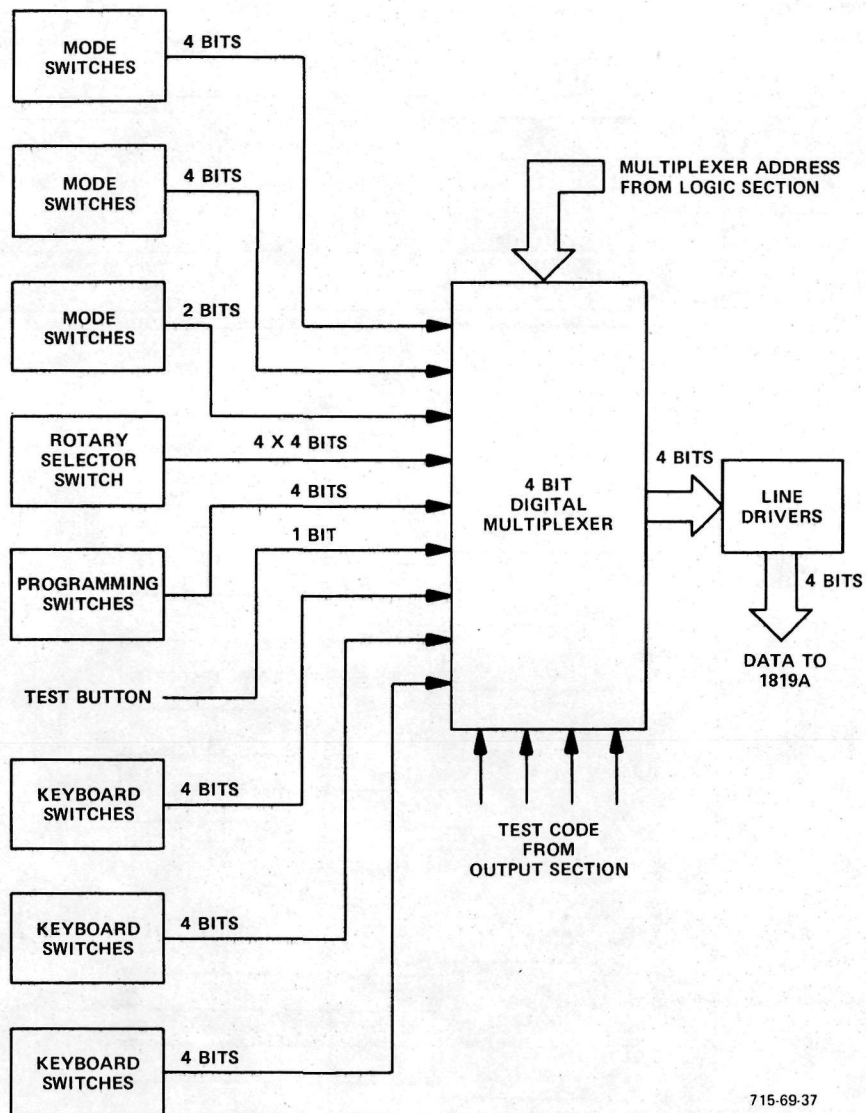 MODE
SWITCHES
4 BITS
MODE
SWITCHES
4 BITS
MODE
SWITCHES
2 BITS
ROTARY
SELECTOR
SWITCH
4 X 4 BITS
PROGRAMMING
SWITCHES
4 BITS
1 BIT
TEST BUTTON
KEYBOARD
SWITCHES
4 BITS
KEYBOARD
SWITCHES
4 BITS
KEYBOARD
SWITCHES
4 BITS
MULTIPLEXER ADDRESS
FROM LOGIC SECTION
4 BIT
DIGITAL
MULTIPLEXER
TEST CODE
FROM
OUTPUT SECTION
4 BITS
LINE
DRIVERS
4 BITS
DATA TO
1819A
715-69-37